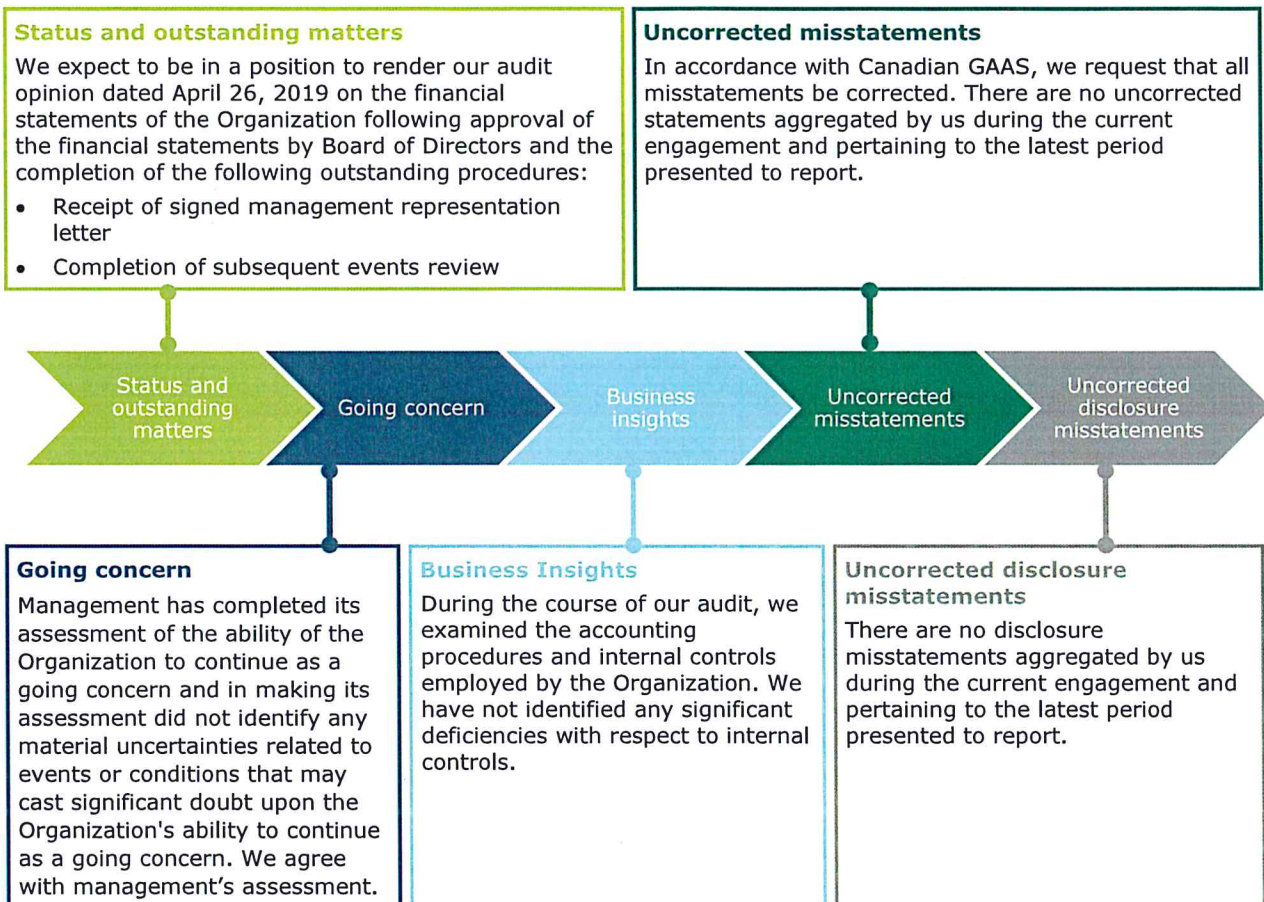 Status and outstanding matters
We expect to be in a position to render our audit
opinion dated April 26, 2019 on the financial
statements of the Organization following approval of
the financial statements by Board of Directors and the
completion of the following outstanding procedures:
• Receipt of signed management representation
letter
• Completion of subsequent events review
Uncorrected misstatements
In accordance with Canadian GAAS, we request that all
misstatements be corrected. There are no uncorrected
statements aggregated by us during the current
engagement and pertaining to the latest period
presented to report.
Status and
outstanding
matters
Going concern
Business
insights
Uncorrected
misstatements
Uncorrected
disclosure
misstatements
Going concern
Management has completed its
assessment of the ability of the
Organization to continue as a
going concern and in making its
assessment did not identify any
material uncertainties related to
events or conditions that may
cast significant doubt upon the
Organization's ability to continue
as a going concern. We agree
with management’s assessment.
Business Insights
During the course of our audit, we
examined the accounting
procedures and internal controls
employed by the Organization. We
have not identified any significant
deficiencies with respect to internal
controls.
Uncorrected disclosure
misstatements
There are no disclosure
misstatements aggregated by us
during the current engagement and
pertaining to the latest period
presented to report.